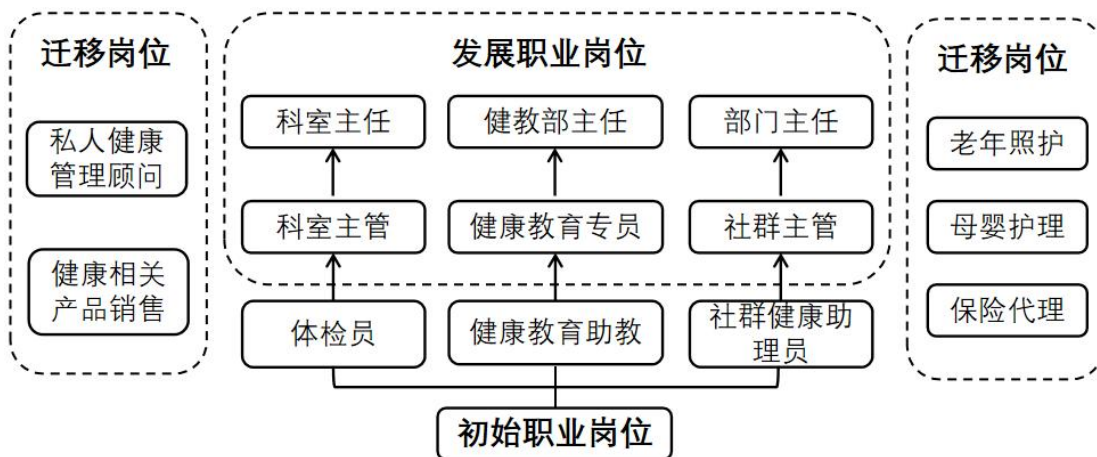 迁移岗位
私人健康
管理顾问
健康相关
产品销售
发展职业岗位
科室主任
健教部主任
部门主任
科室主管
健康教育专员
社群主管
体检员
健康教育助教
社群健康助
理员
初始职业岗位
迁移岗位
老年照护
母婴护理
保险代理